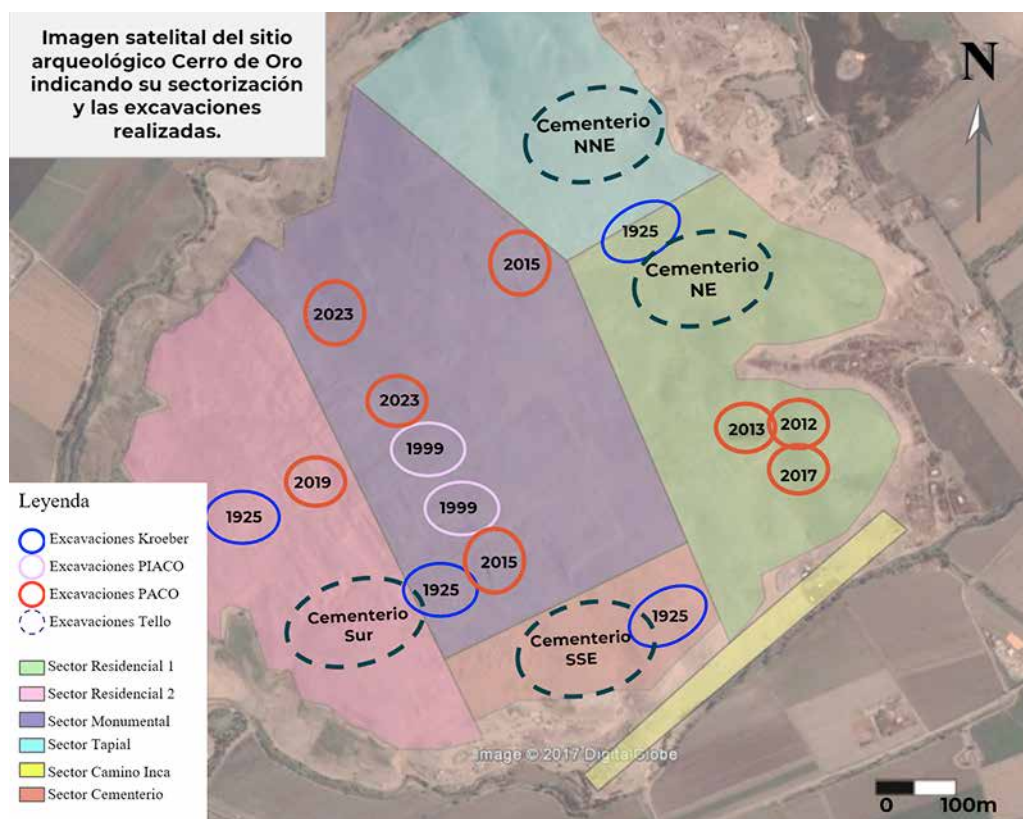 Imagen satelital del sitio
arqueológico Cerro de Oro
indicando su sectorización
y las excavaciones
realizadas.
N
Cementerio
NNE
1925
Cementerio
NE
2015
2023
2023
1999
1999
2013
2012
2017
2019
1925
2015
1925
Cementerio
Sur
1925
Cementerio
SSE
Leyenda
Excavaciones Kroeber
Excavaciones PIACO
Excavaciones PACO
Excavaciones Tello
Sector Residencial 1
Sector Residencial 2
Sector Monumental
Sector Tapial
Sector Camino Inca
Sector Cementerio
Image © 2017 DigitalGlobe
0 100m